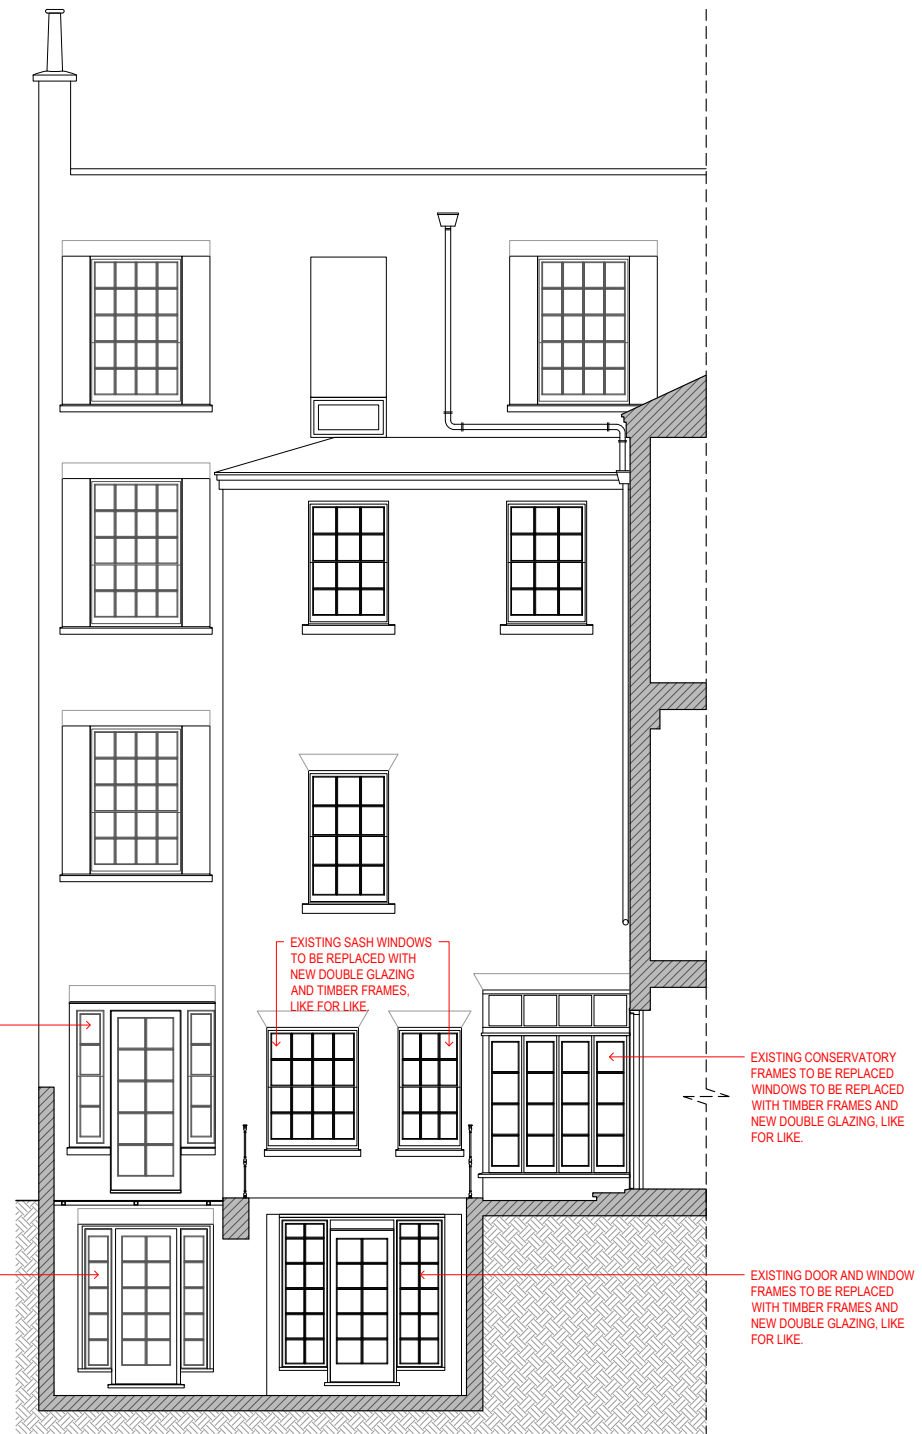 EXISTING SASH WINDOWS
TO BE REPLACED WITH
NEW DOUBLE GLAZING
AND TIMBER FRAMES,
LIKE FOR LIKE
EXISTING CONSERVATORY
FRAMES TO BE REPLACED
WINDOWS TO BE REPLACED
WITH TIMBER FRAMES AND
NEW DOUBLE GLAZING, LIKE
FOR LIKE.
EXISTING DOOR AND WINDOW
FRAMES TO BE REPLACED
WITH TIMBER FRAMES AND
NEW DOUBLE GLAZING, LIKE
FOR LIKE.